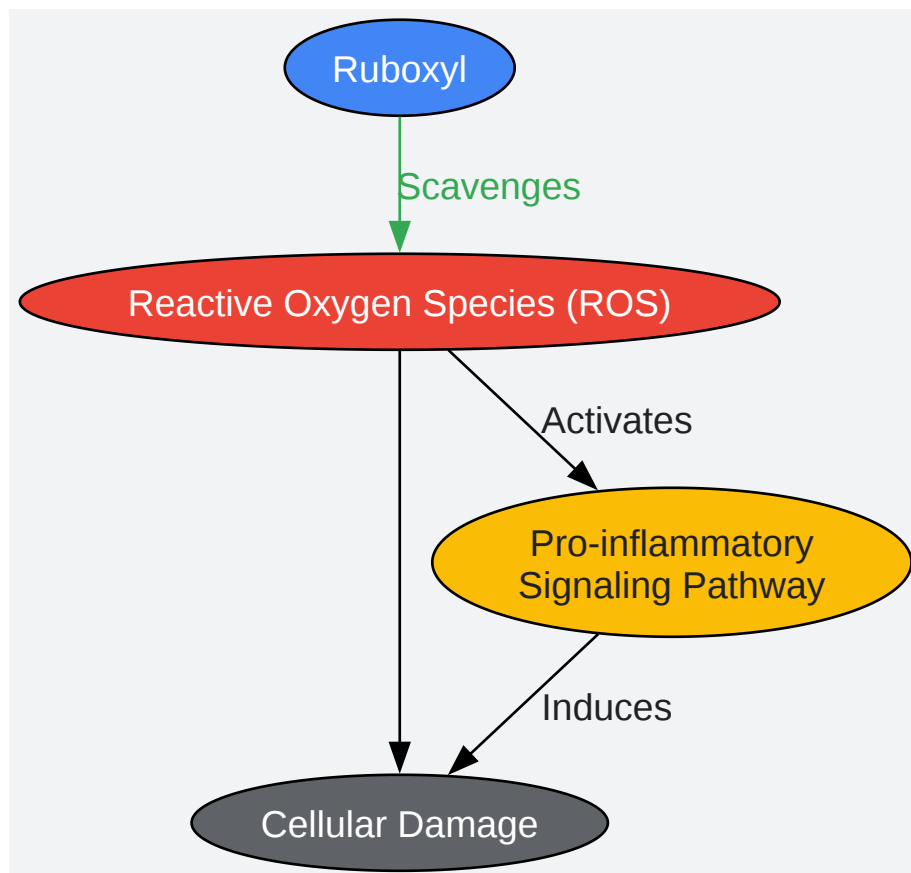 Ruboxyl
Scavenges
Reactive Oxygen Species (ROS)
Activates
Pro-inflammatory
Signaling Pathway
Induces
Cellular Damage